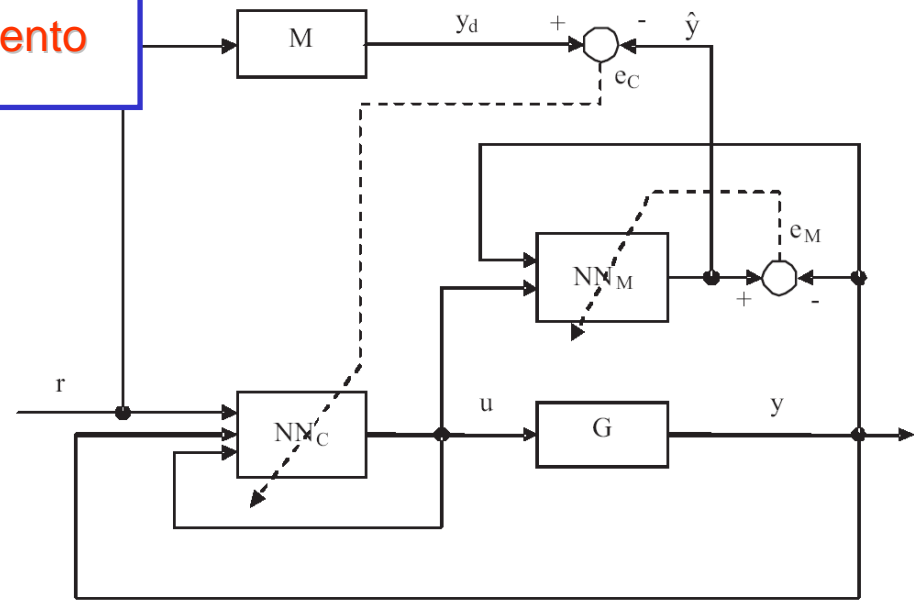 ento
M
y_d
+
-
ŷ
e_C
NN_M
e_M
+
-
r
NN_C
u
G
y